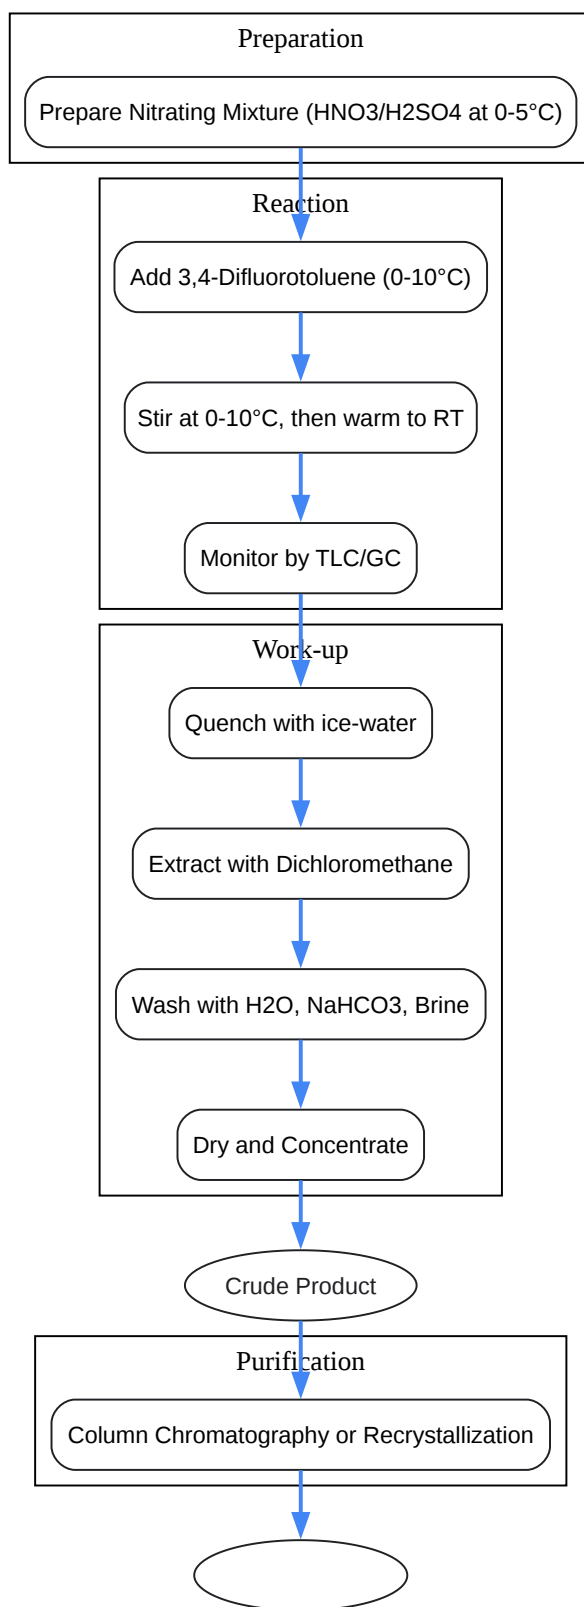 Preparation
Prepare Nitrating Mixture (HNO3/H2SO4 at 0-5°C)
Reaction
Add 3,4-Difluorotoluene (0-10°C)
Stir at 0-10°C, then warm to RT
Monitor by TLC/GC
Work-up
Quench with ice-water
Extract with Dichloromethane
Wash with H2O, NaHCO3, Brine
Dry and Concentrate
Crude Product
Purification
Column Chromatography or Recrystallization